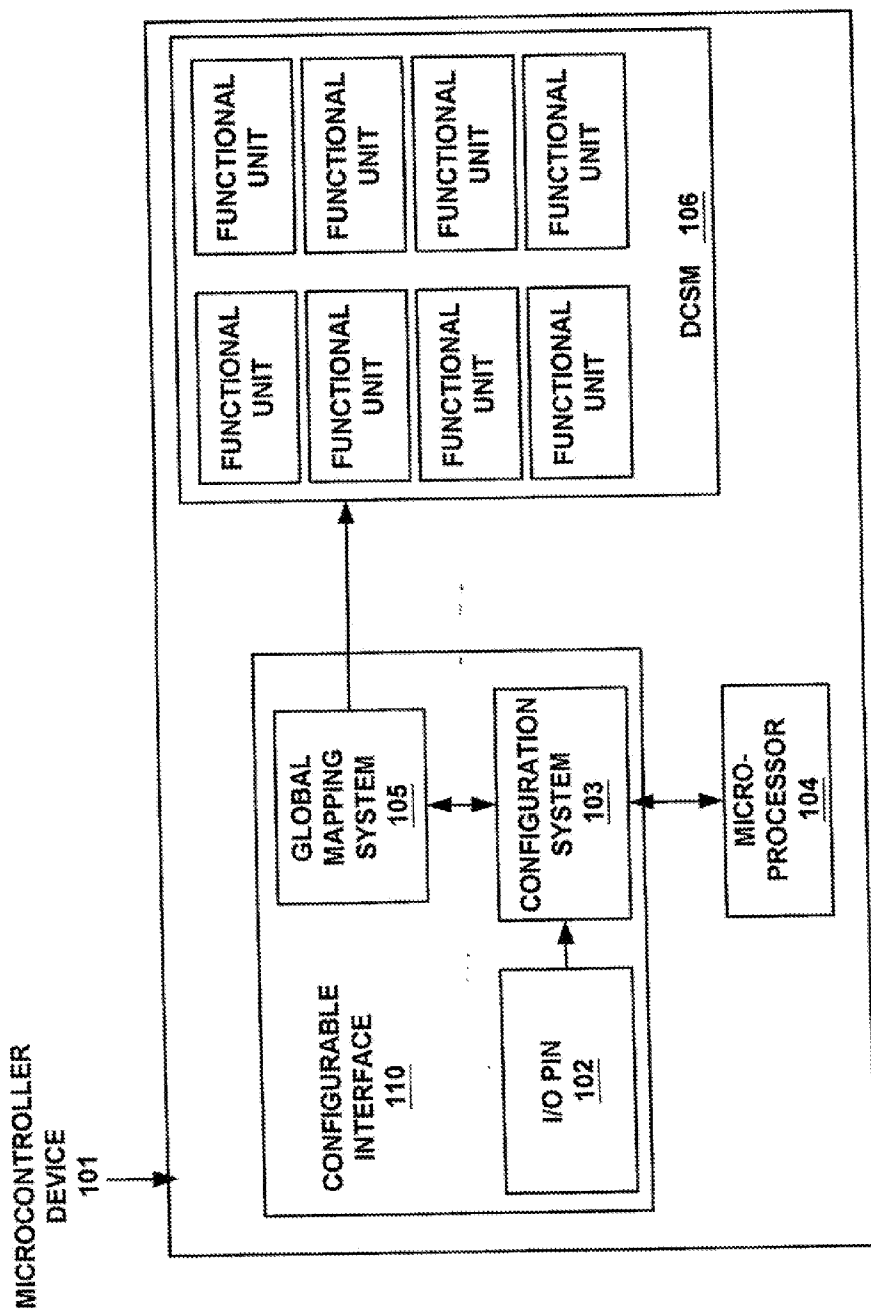 MICROCONTROLLER
DEVICE
101
CONFIGURABLE
INTERFACE
110
GLOBAL
MAPPING
SYSTEM
105
I/O PIN
102
CONFIGURATION
SYSTEM
103
MICRO-
PROCESSOR
104
FUNCTIONAL
UNIT
FUNCTIONAL
UNIT
FUNCTIONAL
UNIT
FUNCTIONAL
UNIT
FUNCTIONAL
UNIT
FUNCTIONAL
UNIT
FUNCTIONAL
UNIT
FUNCTIONAL
UNIT
DCSM 106